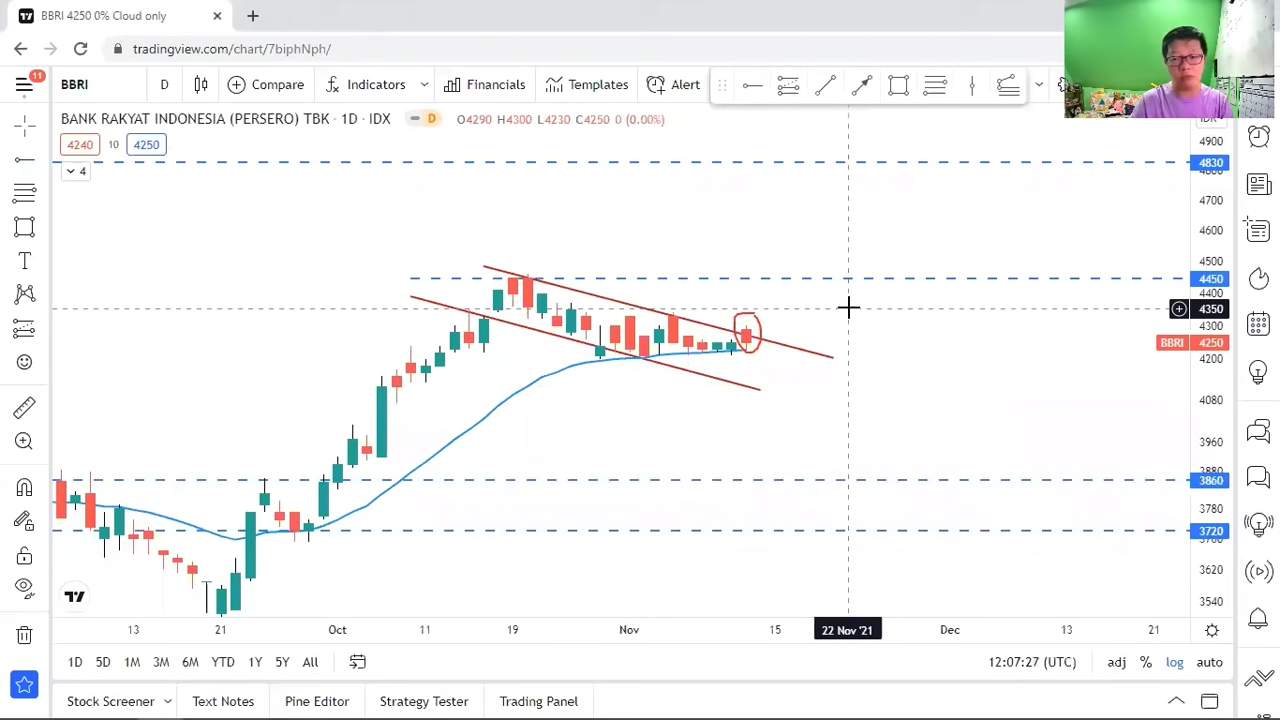 BBRI 4250 0% Cloud only
tradingview.com/chart/7biphNph/
11
BBRI D Compare Indicators Financials Templates Alert
BANK RAKYAT INDONESIA (PERSERO) TBK · 1D · IDX D O4290 H4300 L4230 C4250 0 (0.00%)
4240 10 4250
4
4900
4830
4700
4600
4500
4450
4400
4350
4300
BBRI 4250
4200
4080
3960
3860
3780
3720
3620
3540
13 21 Oct 11 19 Nov 15 22 Nov '21 Dec 13 21
1D 5D 1M 3M 6M YTD 1Y 5Y All 12:07:27 (UTC) adj % log auto
Stock Screener Text Notes Pine Editor Strategy Tester Trading Panel